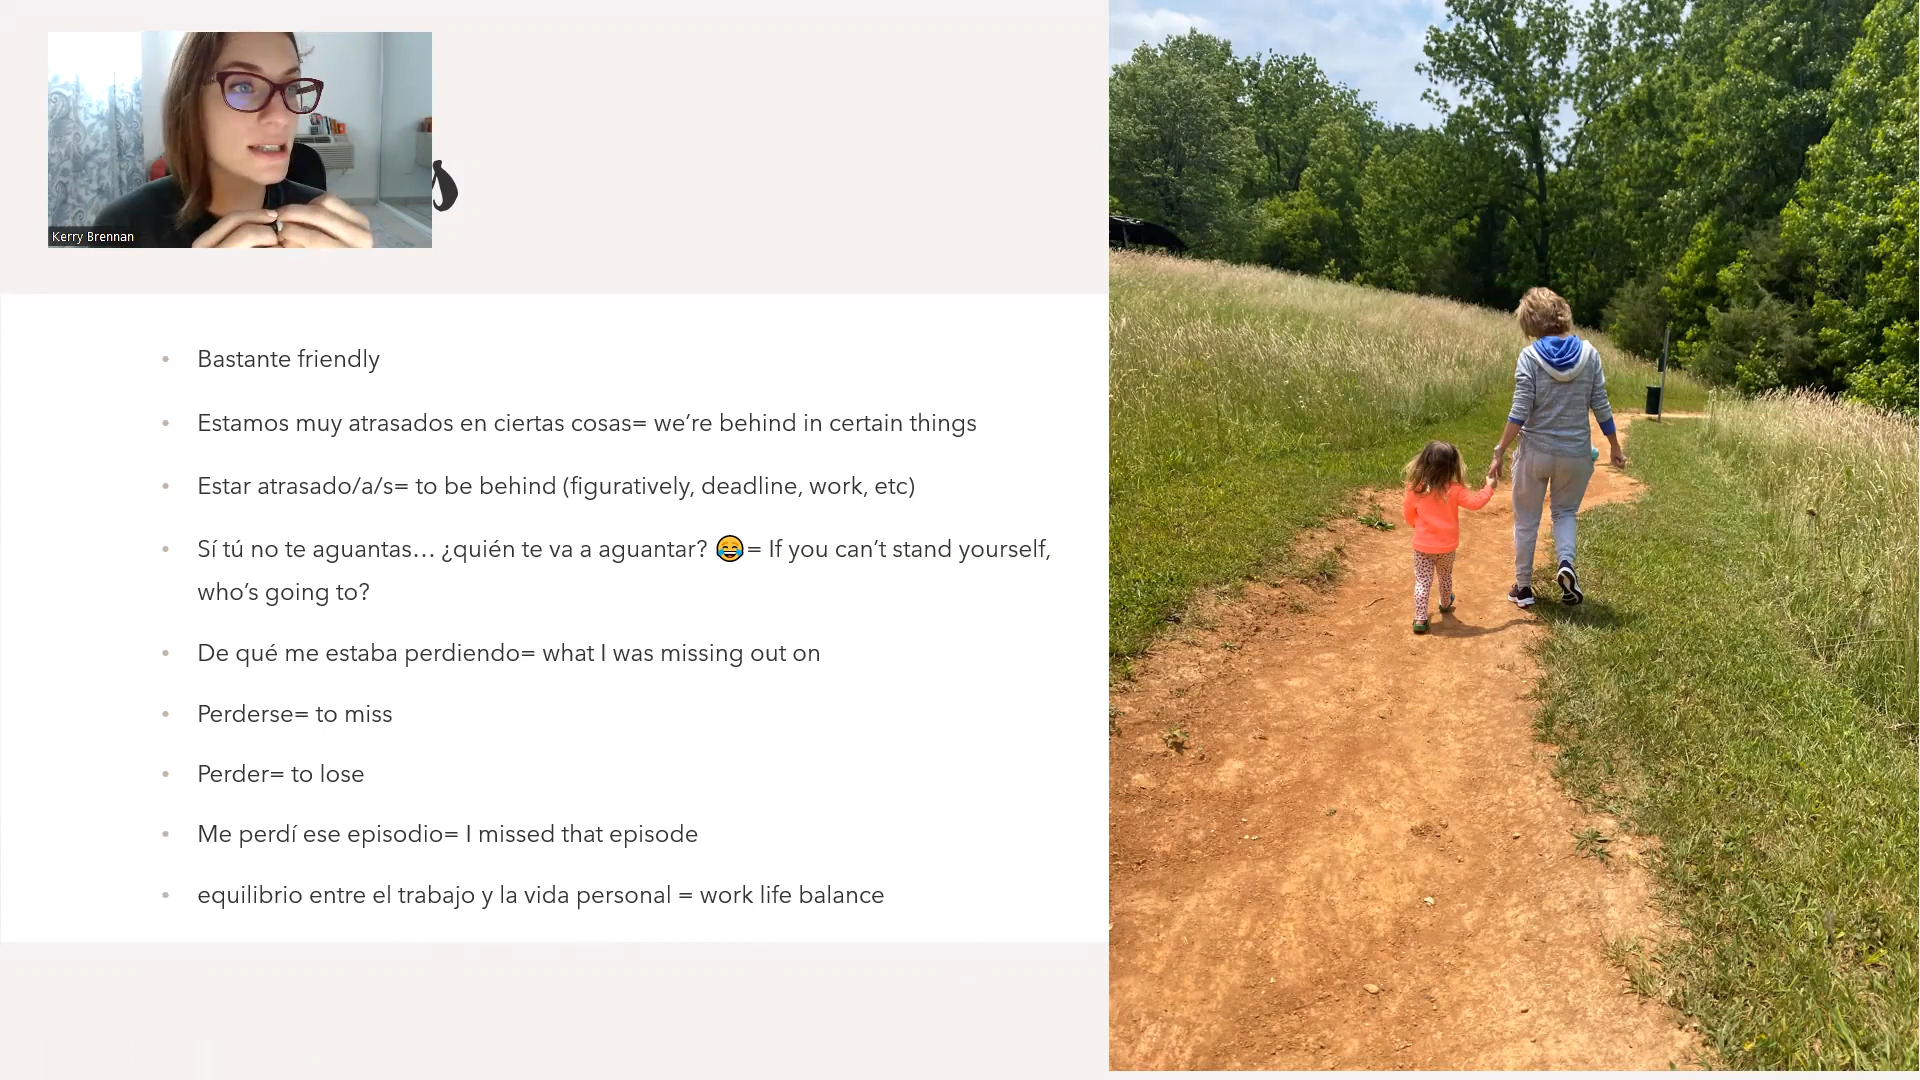 Kerry Brennan
Bastante friendly
Estamos muy atrasados en ciertas cosas= we’re behind in certain things
Estar atrasado/a/s= to be behind (figuratively, deadline, work, etc)
Sí tú no te aguantas… ¿quién te va a aguantar? 😂= If you can’t stand yourself,
who’s going to?
De qué me estaba perdiendo= what I was missing out on
Perderse= to miss
Perder= to lose
Me perdí ese episodio= I missed that episode
equilibrio entre el trabajo y la vida personal = work life balance